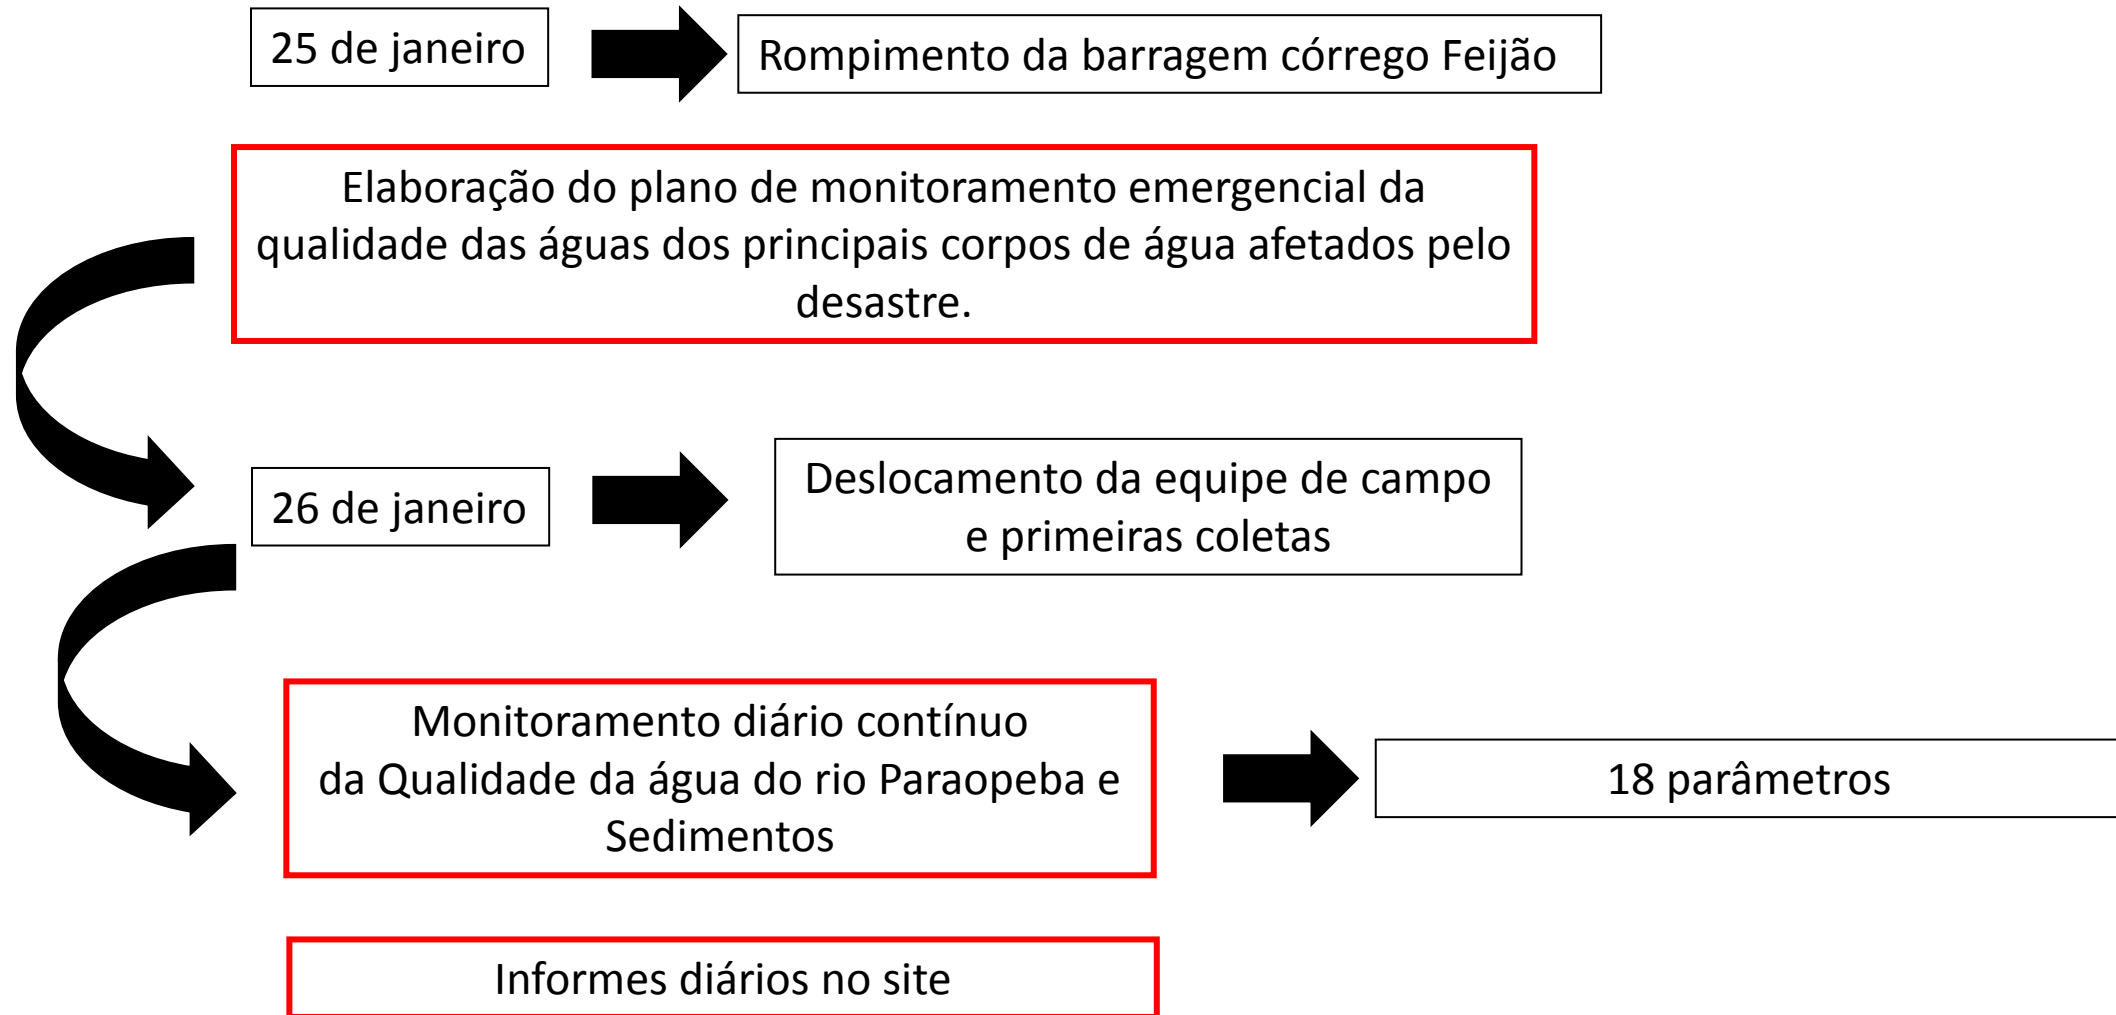 25 de janeiro
Rompimento da barragem córrego Feijão
Elaboração do plano de monitoramento emergencial da
qualidade das águas dos principais corpos de água afetados pelo
desastre.
26 de janeiro
Deslocamento da equipe de campo
e primeiras coletas
Monitoramento diário contínuo
da Qualidade da água do rio Paraopeba e
Sedimentos
18 parâmetros
Informes diários no site